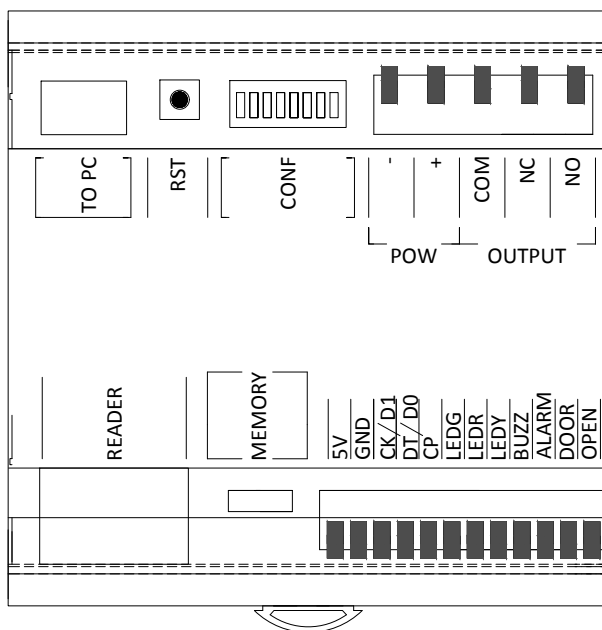 TO PC
RST
CONF
-
+
COM
NC
NO
POW
OUTPUT
READER
MEMORY
5V
GND
CK / D1
DT / D0
CP
LEDG
LEDR
LEDY
BUZZ
ALARM
DOOR
OPEN